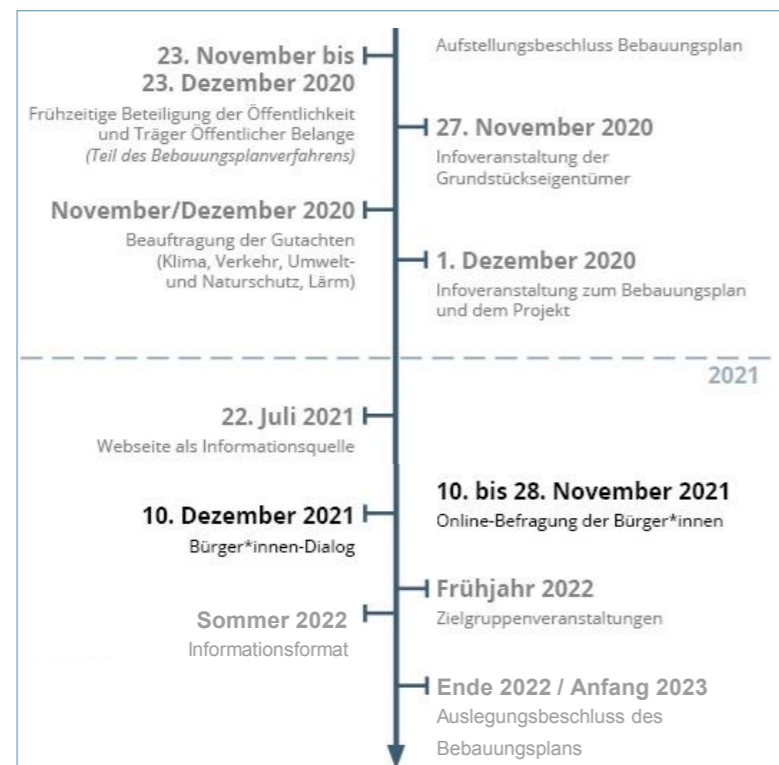 Aufstellungsbeschluss Bebauungsplan
23. November bis
23. Dezember 2020
Frühzeitige Beteiligung der Öffentlichkeit
und Träger Öffentlicher Belange
(Teil des Bebauungsplanverfahrens)
27. November 2020
Infoveranstaltung der
Grundstückseigentümer
November/Dezember 2020
Beauftragung der Gutachten
(Klima, Verkehr, Umwelt-
und Naturschutz, Lärm)
1. Dezember 2020
Infoveranstaltung zum Bebauungsplan
und dem Projekt
2021
22. Juli 2021
Webseite als Informationsquelle
10. bis 28. November 2021
Online-Befragung der Bürger*innen
10. Dezember 2021
Bürger*innen-Dialog
Frühjahr 2022
Zielgruppenveranstaltungen
Sommer 2022
Informationsformat
Ende 2022 / Anfang 2023
Auslegungsbeschluss des
Bebauungsplans